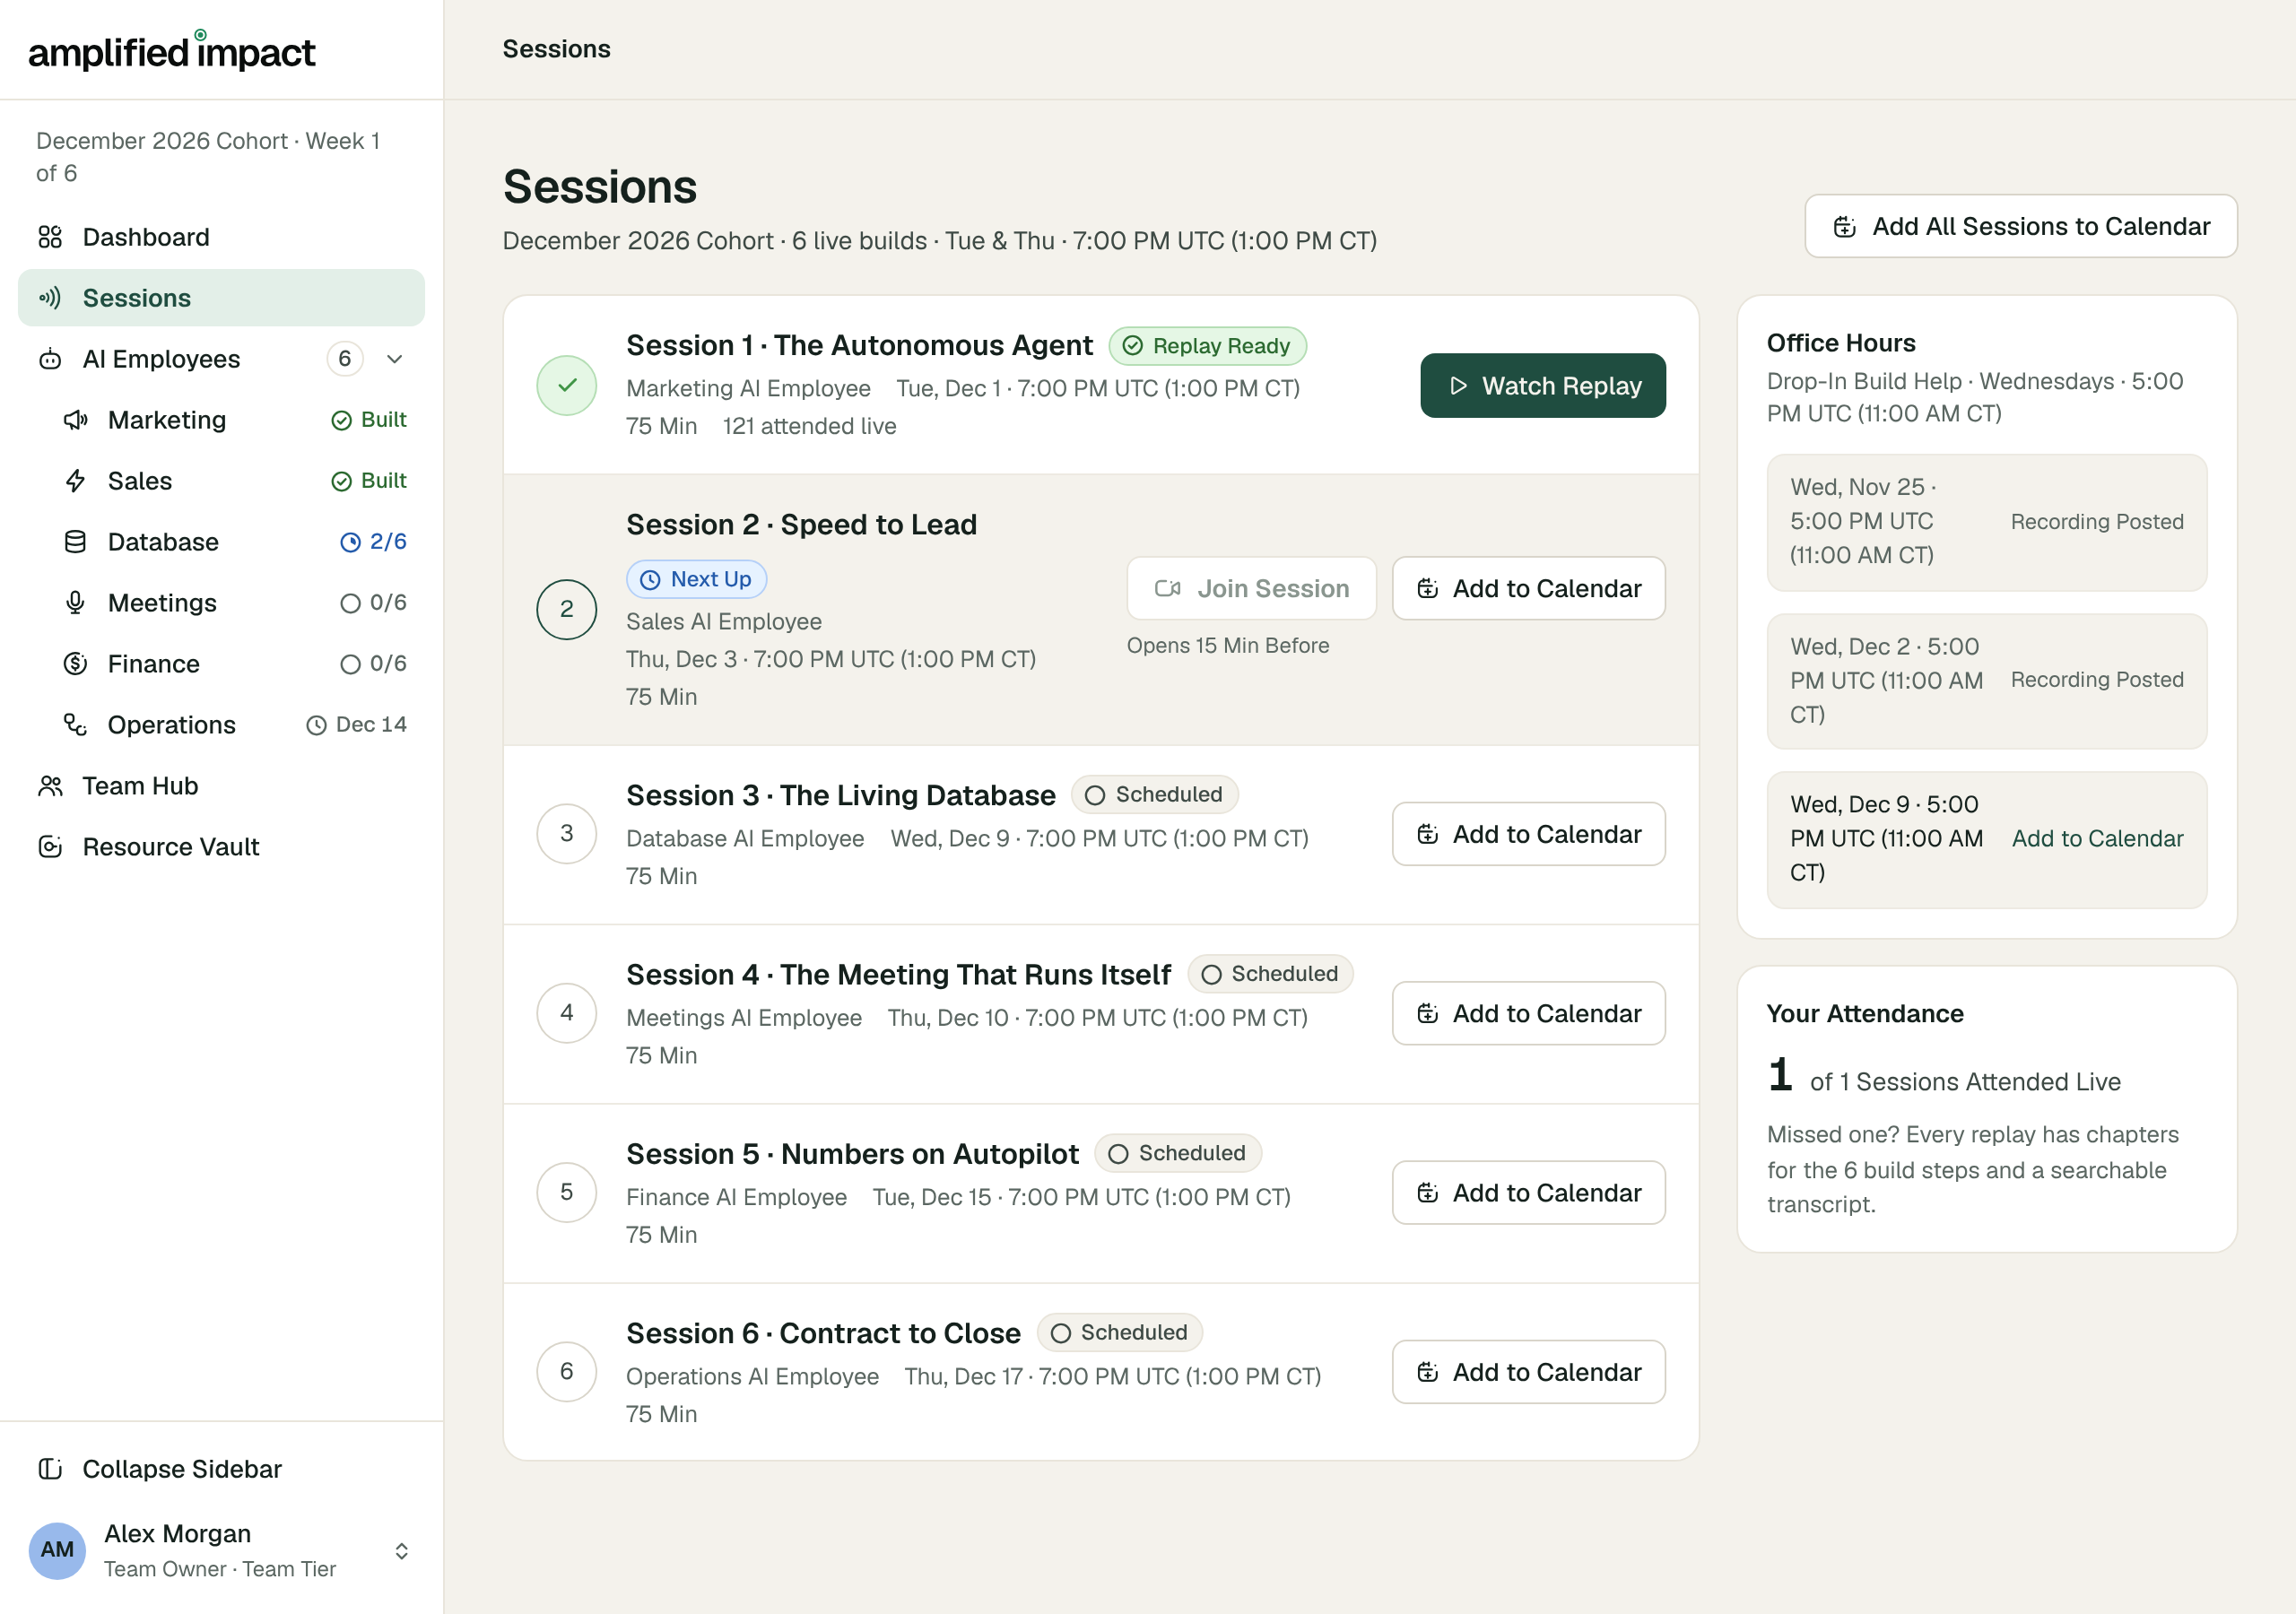 amplified impact
December 2026 Cohort · Week 1
of 6
Dashboard
Sessions
AI Employees 6
Marketing Built
Sales Built
Database 2/6
Meetings 0/6
Finance 0/6
Operations Dec 14
Team Hub
Resource Vault
Collapse Sidebar
AM
Alex Morgan
Team Owner · Team Tier
Sessions
Sessions
December 2026 Cohort · 6 live builds · Tue & Thu · 7:00 PM UTC (1:00 PM CT)
Add All Sessions to Calendar
Session 1 · The Autonomous Agent Replay Ready
Marketing AI Employee Tue, Dec 1 · 7:00 PM UTC (1:00 PM CT)
75 Min 121 attended live
Watch Replay
2
Session 2 · Speed to Lead
Next Up
Sales AI Employee
Thu, Dec 3 · 7:00 PM UTC (1:00 PM CT)
75 Min
Join Session
Opens 15 Min Before
Add to Calendar
3
Session 3 · The Living Database Scheduled
Database AI Employee Wed, Dec 9 · 7:00 PM UTC (1:00 PM CT)
75 Min
Add to Calendar
4
Session 4 · The Meeting That Runs Itself Scheduled
Meetings AI Employee Thu, Dec 10 · 7:00 PM UTC (1:00 PM CT)
75 Min
Add to Calendar
5
Session 5 · Numbers on Autopilot Scheduled
Finance AI Employee Tue, Dec 15 · 7:00 PM UTC (1:00 PM CT)
75 Min
Add to Calendar
6
Session 6 · Contract to Close Scheduled
Operations AI Employee Thu, Dec 17 · 7:00 PM UTC (1:00 PM CT)
75 Min
Add to Calendar
Office Hours
Drop-In Build Help · Wednesdays · 5:00
PM UTC (11:00 AM CT)
Wed, Nov 25 ·
5:00 PM UTC
(11:00 AM CT)
Recording Posted
Wed, Dec 2 · 5:00
PM UTC (11:00 AM
CT)
Recording Posted
Wed, Dec 9 · 5:00
PM UTC (11:00 AM
CT)
Add to Calendar
Your Attendance
1 of 1 Sessions Attended Live
Missed one? Every replay has chapters
for the 6 build steps and a searchable
transcript.